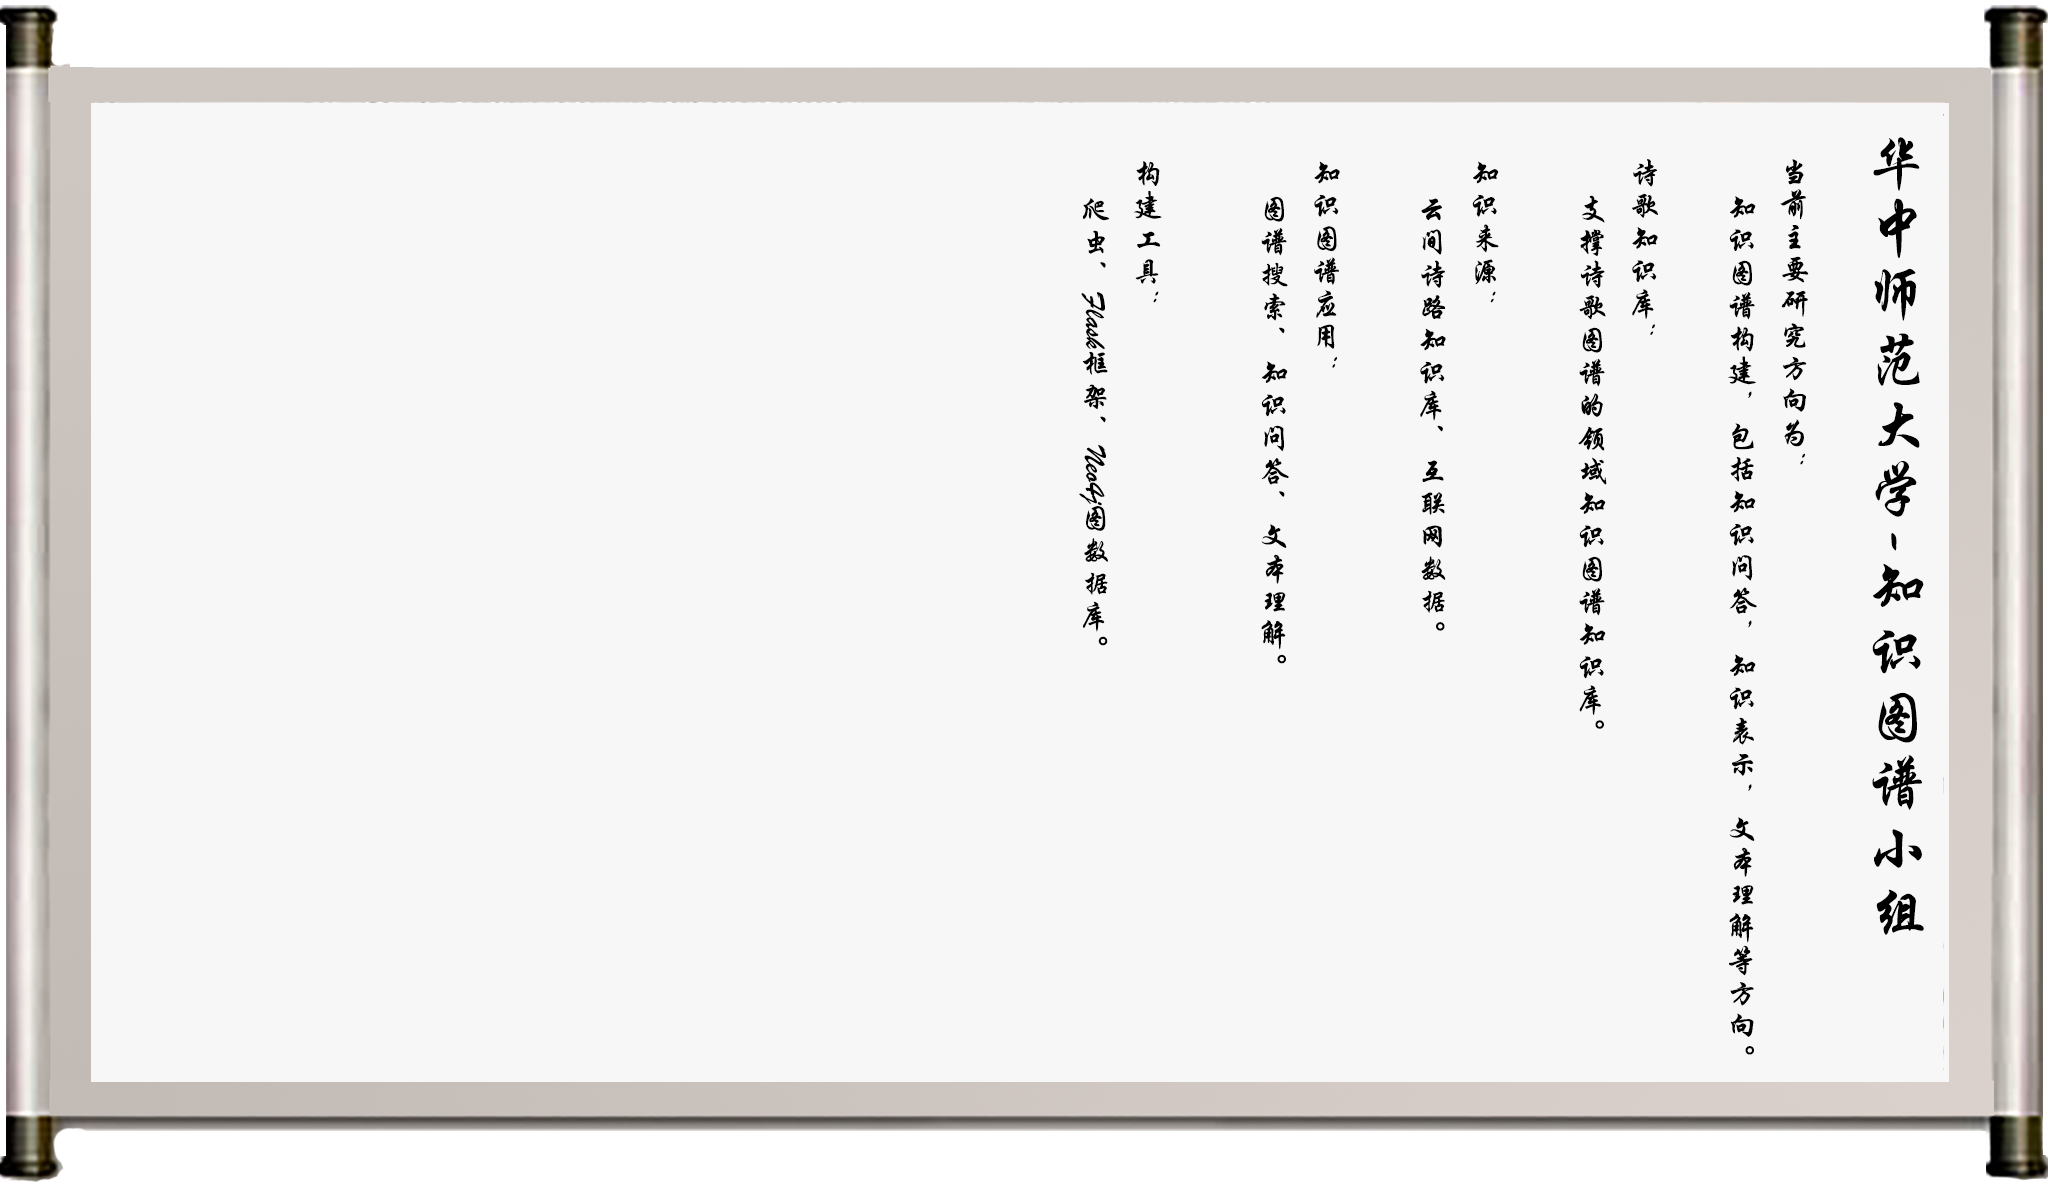 华中师范大学-知识图谱小组
当前主要研究方向为：
知识图谱构建，包括知识问答，知识表示，文本理解等方向。
诗歌知识库：
支撑诗歌图谱的领域知识图谱知识库。
知识来源：
云间诗路知识库、互联网数据。
知识图谱应用：
图谱搜索、知识问答、文本理解。
构建工具：
爬虫、Flask框架、Neo4j图数据库。